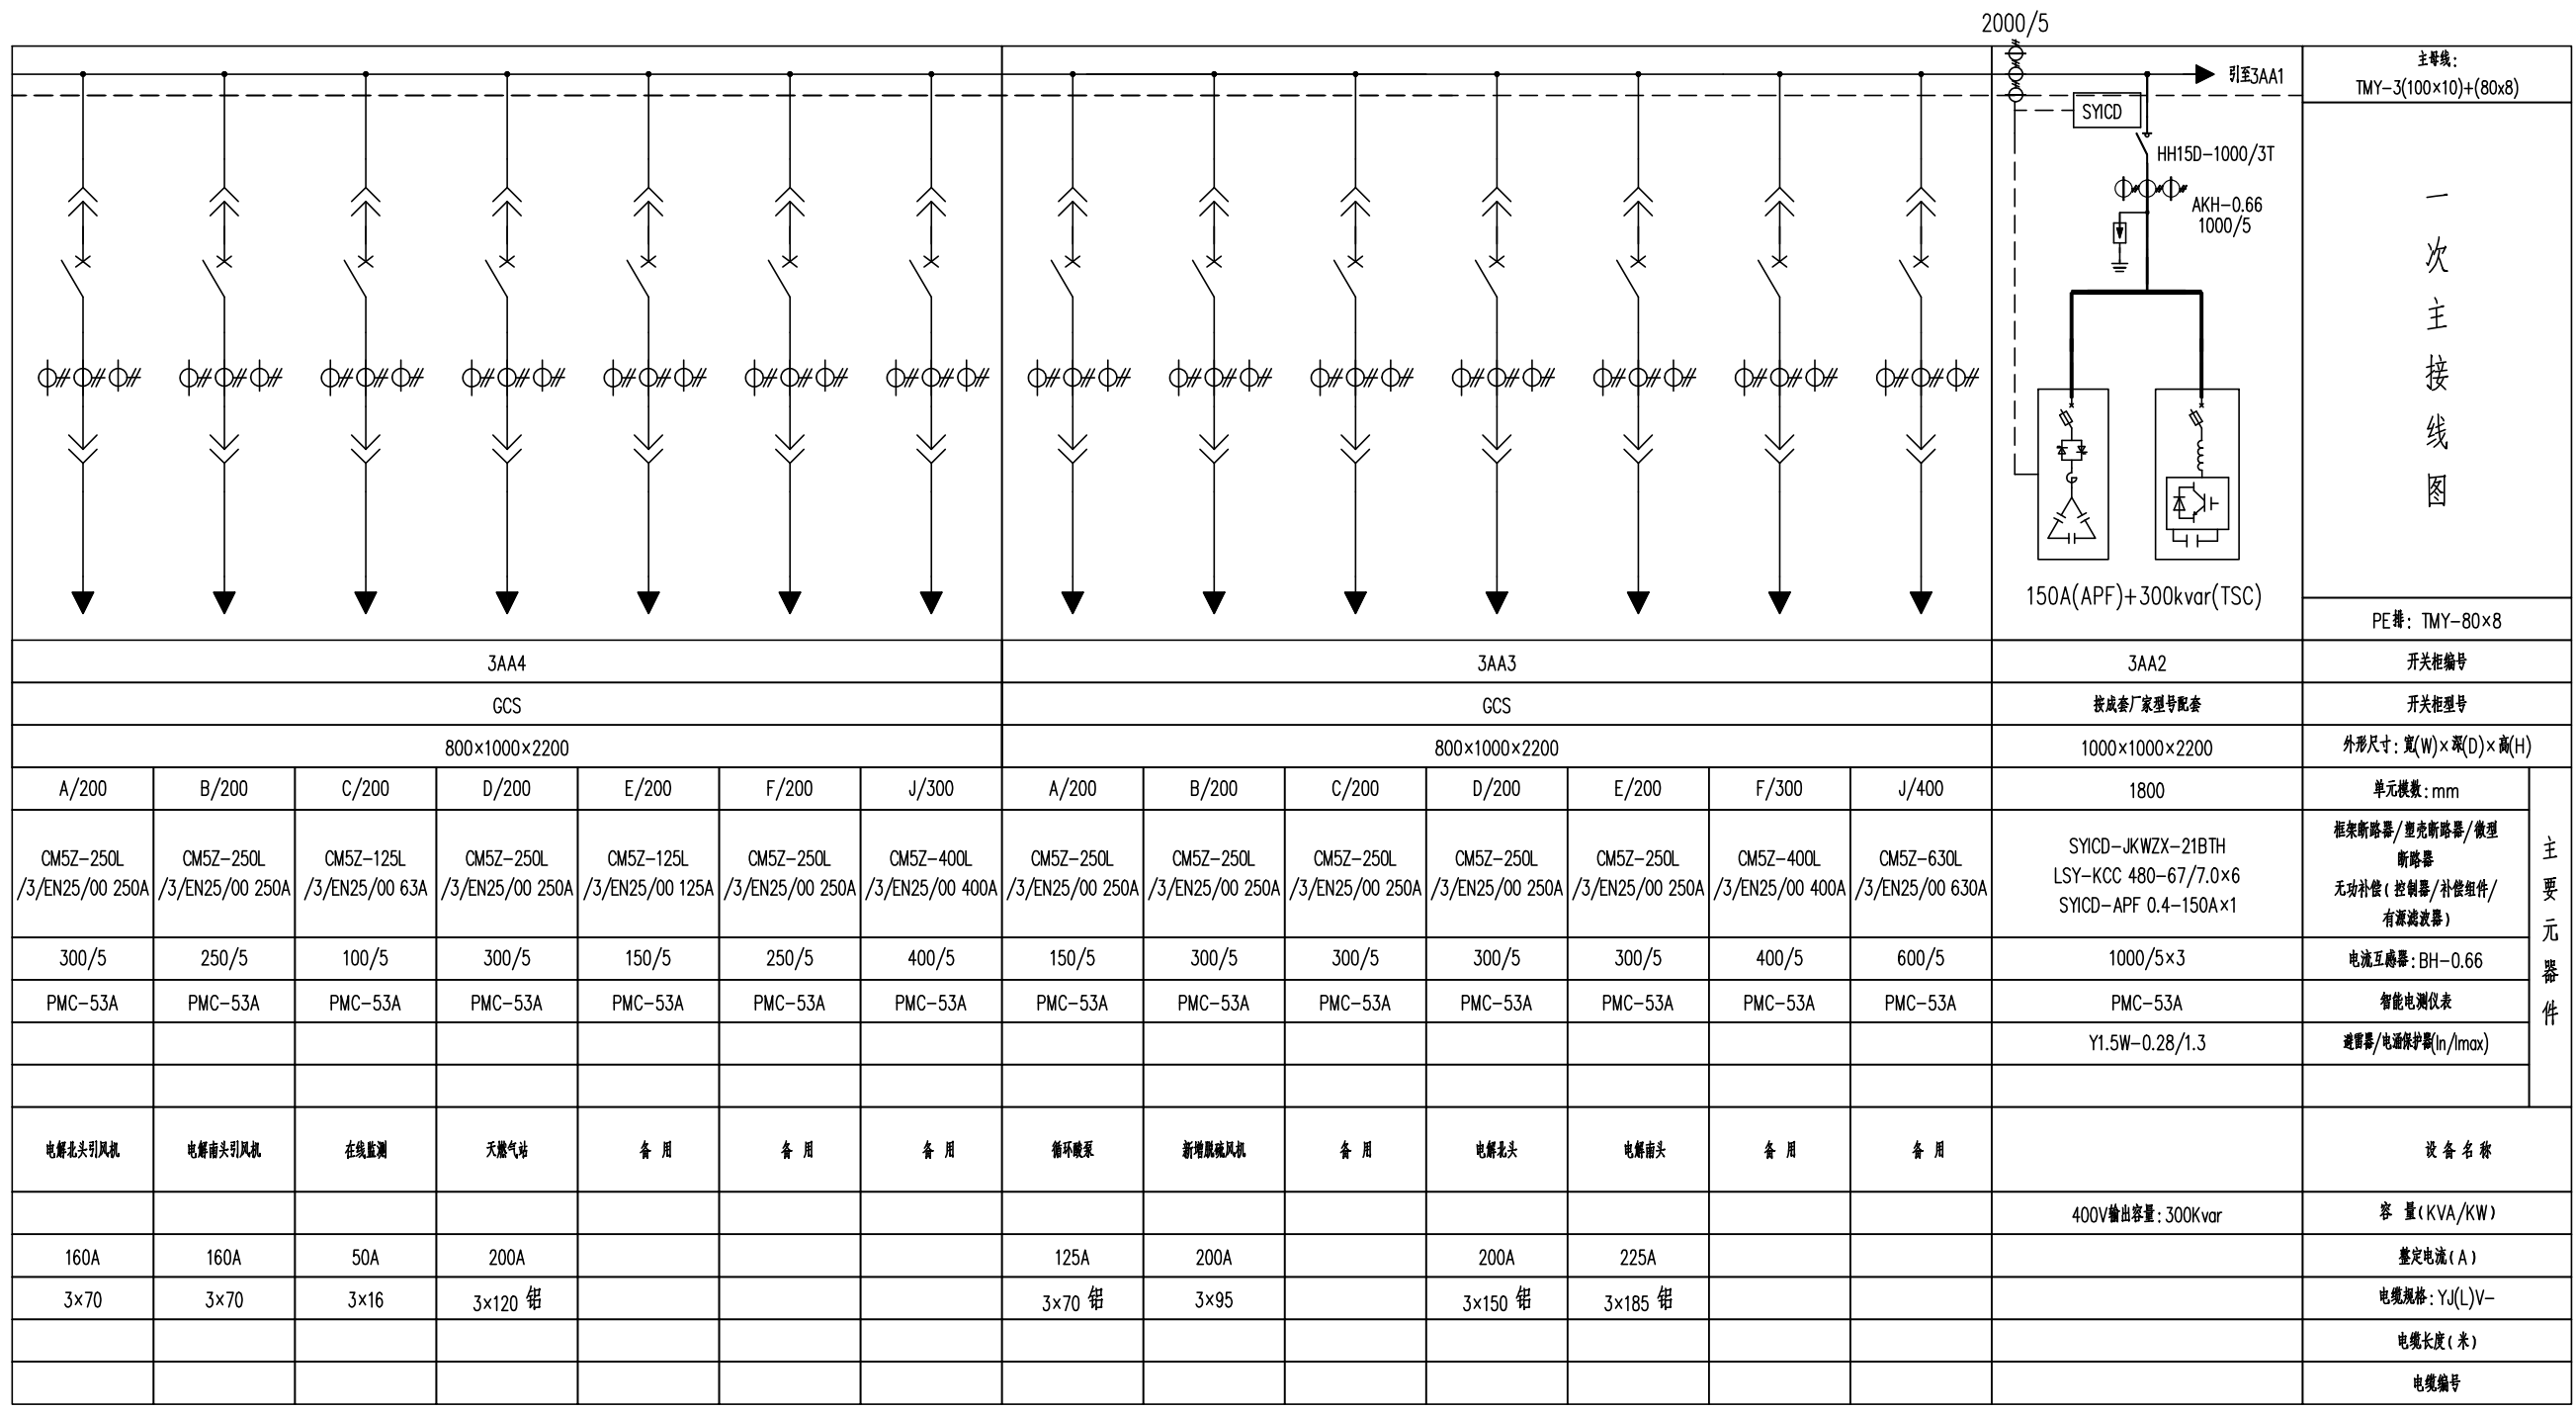 2000/5
引至3AA1
主母线:
TMY-3(100×10)+(80x8)
SYICD
HH15D-1000/3T
AKH-0.66
1000/5
一
次
主
接
线
图
150A(APF)+300kvar(TSC)
PE排: TMY-80×8
3AA4 3AA3 3AA2 开关柜编号
GCS GCS 按成套厂家型号配套 开关柜型号
800×1000×2200 800×1000×2200 1000×1000×2200 外形尺寸: 宽(W)×深(D)×高(H)
A/200 B/200 C/200 D/200 E/200 F/200 J/300 A/200 B/200 C/200 D/200 E/200 F/300 J/400 1800 单元模数: mm
主
要
元
器
件
CM5Z-250L CM5Z-250L CM5Z-125L CM5Z-250L CM5Z-125L CM5Z-250L CM5Z-400L CM5Z-250L CM5Z-250L CM5Z-250L CM5Z-250L CM5Z-250L CM5Z-400L CM5Z-630L
/3/EN25/00 250A /3/EN25/00 250A /3/EN25/00 63A /3/EN25/00 250A /3/EN25/00 125A /3/EN25/00 250A /3/EN25/00 400A /3/EN25/00 250A /3/EN25/00 250A /3/EN25/00 250A /3/EN25/00 250A /3/EN25/00 250A /3/EN25/00 400A /3/EN25/00 630A
SYICD-JKWZX-21BTH
LSY-KCC 480-67/7.0×6
SYICD-APF 0.4-150A×1
框架断路器/塑壳断路器/微型
断路器
无功补偿(控制器/补偿组件/
有源滤波器)
300/5 250/5 100/5 300/5 150/5 250/5 400/5 150/5 300/5 300/5 300/5 300/5 400/5 600/5 1000/5×3 电流互感器: BH-0.66
PMC-53A PMC-53A PMC-53A PMC-53A PMC-53A PMC-53A PMC-53A PMC-53A PMC-53A PMC-53A PMC-53A PMC-53A PMC-53A PMC-53A PMC-53A 智能电测仪表
Y1.5W-0.28/1.3 避雷器/电涌保护器(In/Imax)
电解北头引风机 电解南头引风机 在线监测 天燃气站 备 用 备 用 备 用 循环酸泵 新增脱硫风机 备 用 电解北头 电解南头 备 用 备 用 设 备 名 称
400V输出容量: 300Kvar 容 量(KVA/KW)
160A 160A 50A 200A 125A 200A 200A 225A 整定电流(A)
3×70 3×70 3×16 3×120 铝 3×70 铝 3×95 3×150 铝 3×185 铝 电缆规格: YJ(L)V-
电缆长度(米)
电缆编号